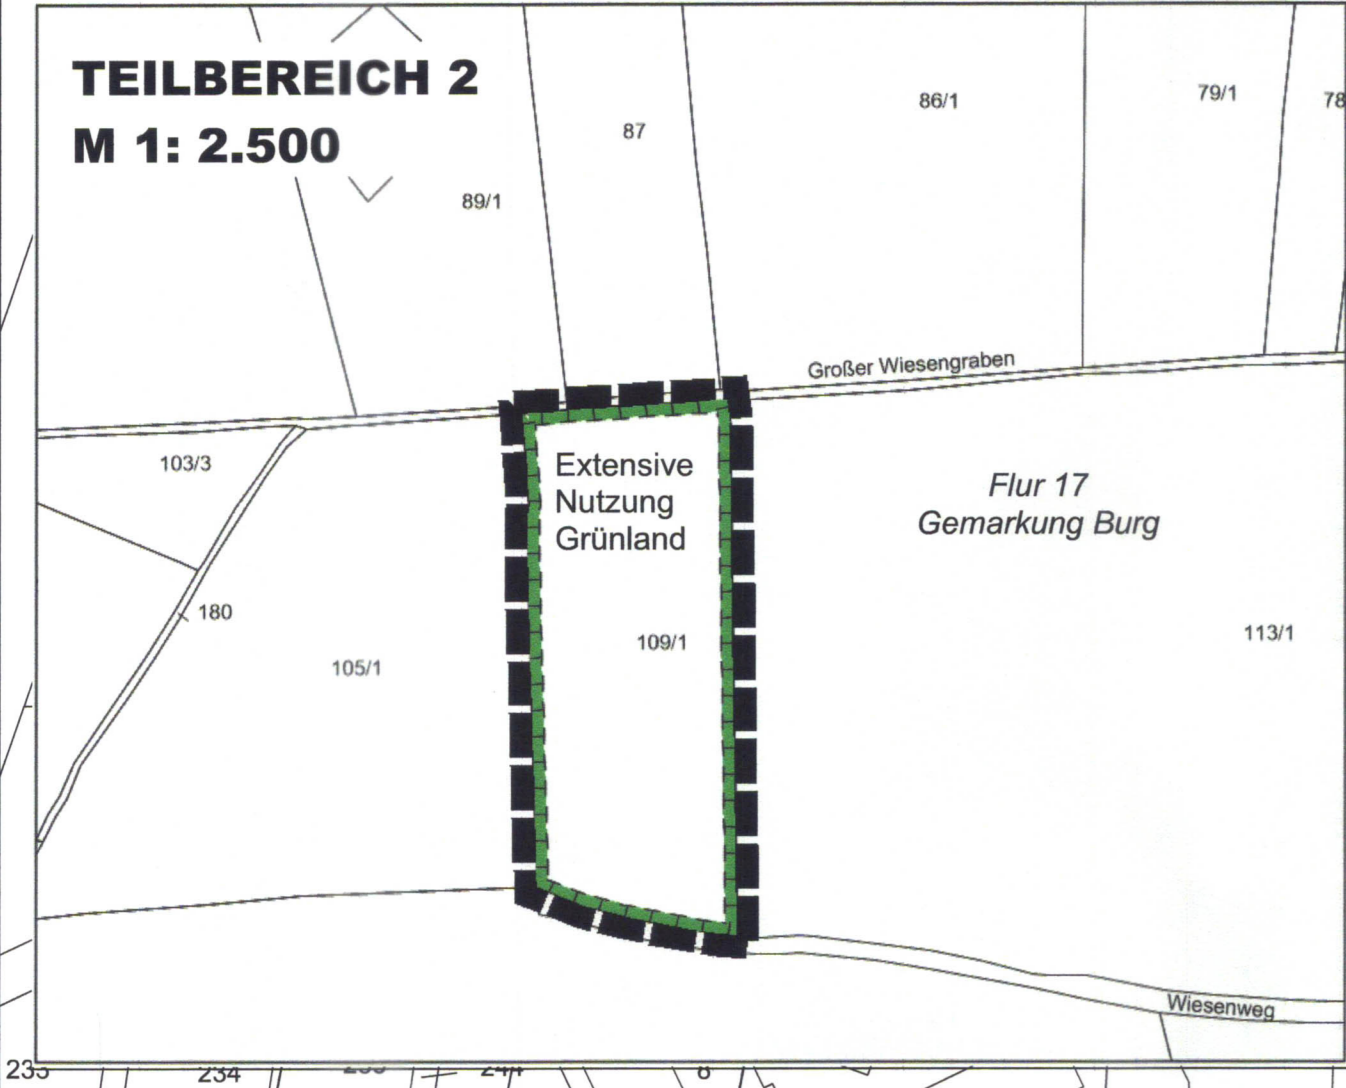 TEILBEREICH 2
M 1: 2.500
87
86/1
79/1
78
89/1
Großer Wiesengraben
103/3
Extensive
Nutzung
Grünland
Flur 17
Gemarkung Burg
180
109/1
113/1
105/1
Wiesenweg
234